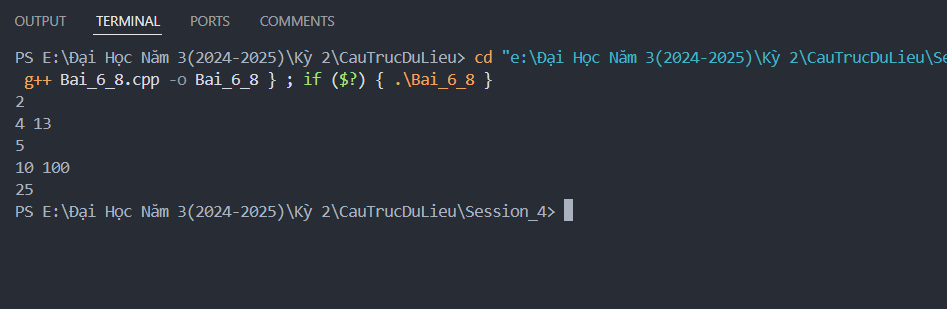 OUTPUT TERMINAL PORTS COMMENTS
PS E:\Đại Học Năm 3(2024-2025)\Kỳ 2\CauTrucDuLieu> cd "e:\Đại Học Năm 3(2024-2025)\Kỳ 2\CauTrucDuLieu\Se
g++ Bai_6_8.cpp -o Bai_6_8 } ; if ($?) { .\Bai_6_8 }
2
4 13
5
10 100
25
PS E:\Đại Học Năm 3(2024-2025)\Kỳ 2\CauTrucDuLieu\Session_4>